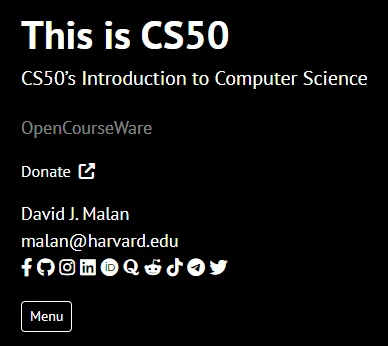 This is CS50
CS50’s Introduction to Computer Science
OpenCourseWare
Donate
David J. Malan
malan@harvard.edu
Menu